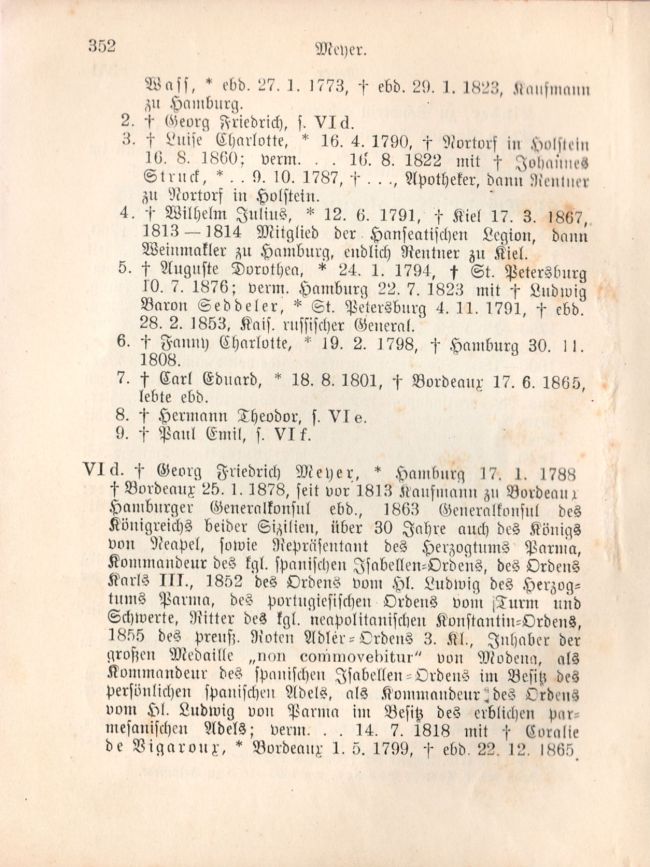 352
Meyer.
Wass, * ebd. 27. 1. 1773, † ebd. 29. 1. 1823, Kaufmann
zu Hamburg.
2. † Georg Friedrich, s. VI d.
3. † Luise Charlotte, * 16. 4. 1790, † Nortorf in Holstein
16. 8. 1860; verm. . . 16. 8. 1822 mit † Johannes
Struck, * . . 9. 10. 1787, † . . ., Apotheker, dann Rentner
zu Nortorf in Holstein.
4. † Wilhelm Julius, * 12. 6. 1791, † Kiel 17. 3. 1867,
1813 — 1814 Mitglied der Hanseatischen Legion, dann
Weinmakler zu Hamburg, endlich Rentner zu Kiel.
5. † Auguste Dorothea, * 24. 1. 1794, † St. Petersburg
10. 7. 1876; verm. Hamburg 22. 7. 1823 mit † Ludwig
Baron Seddeler, * St. Petersburg 4. 11. 1791, † ebd.
28. 2. 1853, Kais. russischer General.
6. † Fanny Charlotte, * 19. 2. 1798, † Hamburg 30. 11.
1808.
7. † Carl Eduard, * 18. 8. 1801, † Bordeaux 17. 6. 1865,
lebte ebd.
8. † Hermann Theodor, s. VI e.
9. † Paul Emil, s. VI f.
VI d. † Georg Friedrich Meyer, * Hamburg 17. 1. 1788
† Bordeaux 25. 1. 1878, seit vor 1813 Kaufmann zu Bordeaux
Hamburger Generalkonsul ebd., 1863 Generalkonsul des
Königreichs beider Sizilien, über 30 Jahre auch des Königs
von Neapel, sowie Repräsentant des Herzogtums Parma,
Kommandeur des kgl. spanischen Isabellen-Ordens, des Ordens
Karls III., 1852 des Ordens vom Hl. Ludwig des Herzog-
tums Parma, des portugiesischen Ordens vom Turm und
Schwerte, Ritter des kgl. neapolitanischen Konstantin-Ordens,
1855 des preuß. Roten Adler-Ordens 3. Kl., Inhaber der
großen Medaille „non commovebitur“ von Modena, als
Kommandeur des spanischen Isabellen-Ordens im Besitz des
persönlichen spanischen Adels, als Kommandeur des Ordens
vom Hl. Ludwig von Parma im Besitz des erblichen par-
mesanischen Adels; verm. . . 14. 7. 1818 mit † Coralie
de Vigaroux, * Bordeaux 1. 5. 1799, † ebd. 22. 12. 1865